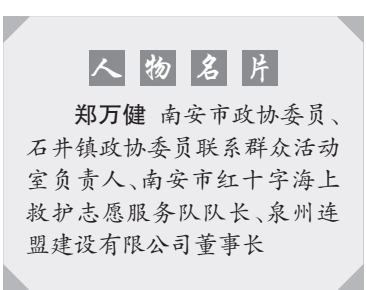 人物名片
郑万健 南安市政协委员、
石井镇政协委员联系群众活动
室负责人、南安市红十字海上
救护志愿服务队队长、泉州连
盟建设有限公司董事长